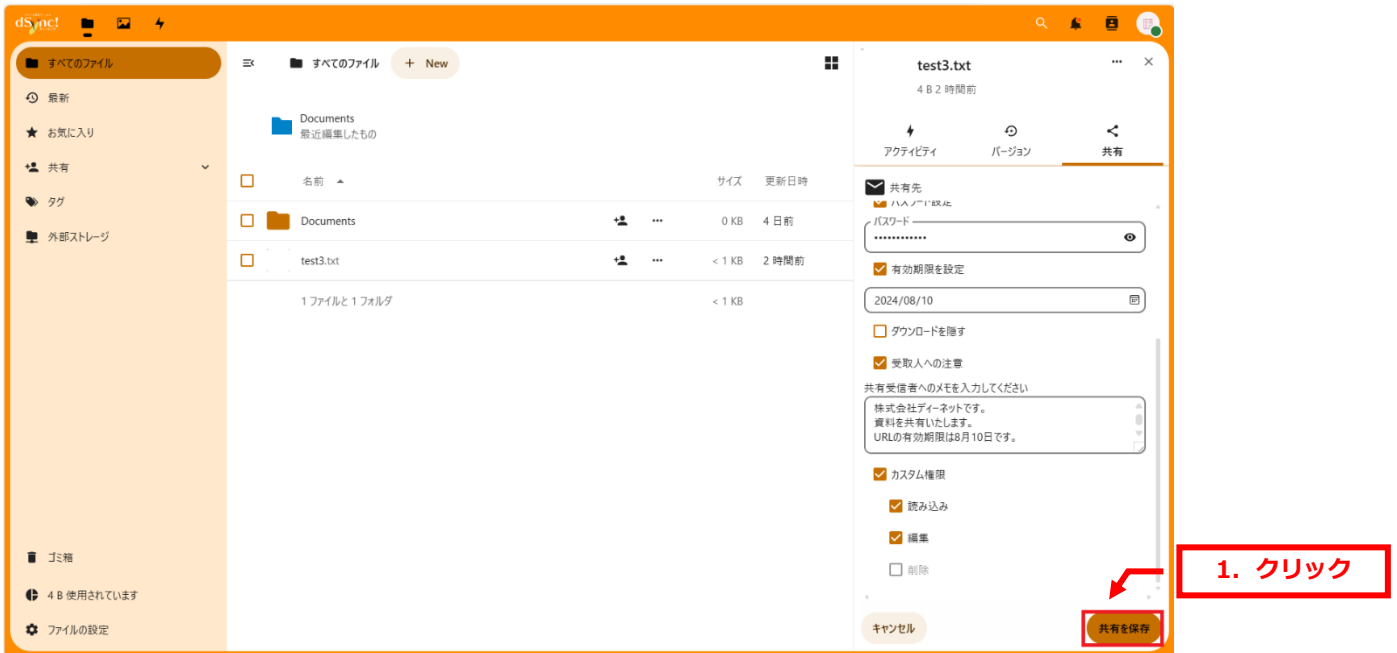 dSync!
すべてのファイル
最新
お気に入り
共有
タグ
外部ストレージ
ゴミ箱
4 B 使用されています
ファイルの設定
すべてのファイル
+ New
Documents
最近編集したもの
名前
サイズ
更新日時
Documents
0 KB
4 日前
test3.txt
< 1 KB
2 時間前
1 ファイルと 1 フォルダ
< 1 KB
test3.txt
4 B 2 時間前
アクティビティ
バージョン
共有
共有先
パスワード設定
パスワード
••••••••••••
有効期限を設定
2024/08/10
ダウンロードを隠す
受取人への注意
共有受信者へのメモを入力してください
株式会社ディーネットです。
資料を共有いたします。
URLの有効期限は8月10日です。
カスタム権限
読み込み
編集
削除
キャンセル
共有を保存
1. クリック